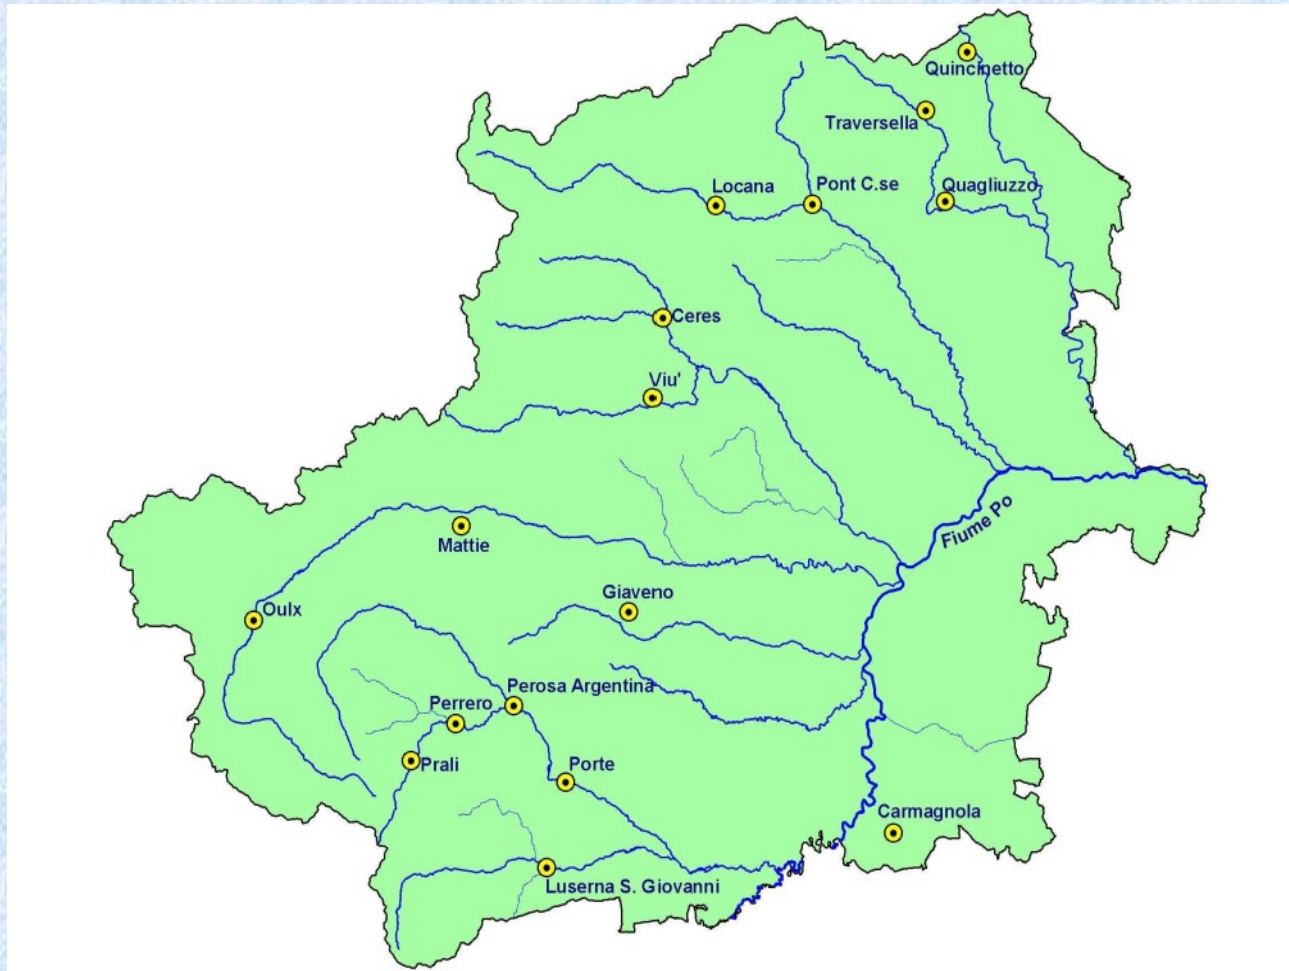 Quincinetto
Traversella
Locana
Pont C.se
Quagliuzzo
Ceres
Viu'
Fiume Po
Mattie
Giaveno
Oulx
Perosa Argentina
Perrero
Prali
Porte
Carmagnola
Luserna S. Giovanni